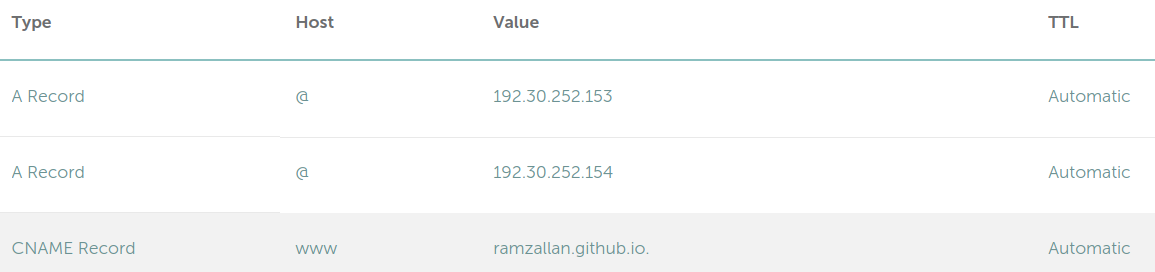 Type Host Value TTL
A Record @ 192.30.252.153 Automatic
A Record @ 192.30.252.154 Automatic
CNAME Record www ramzallan.github.io. Automatic